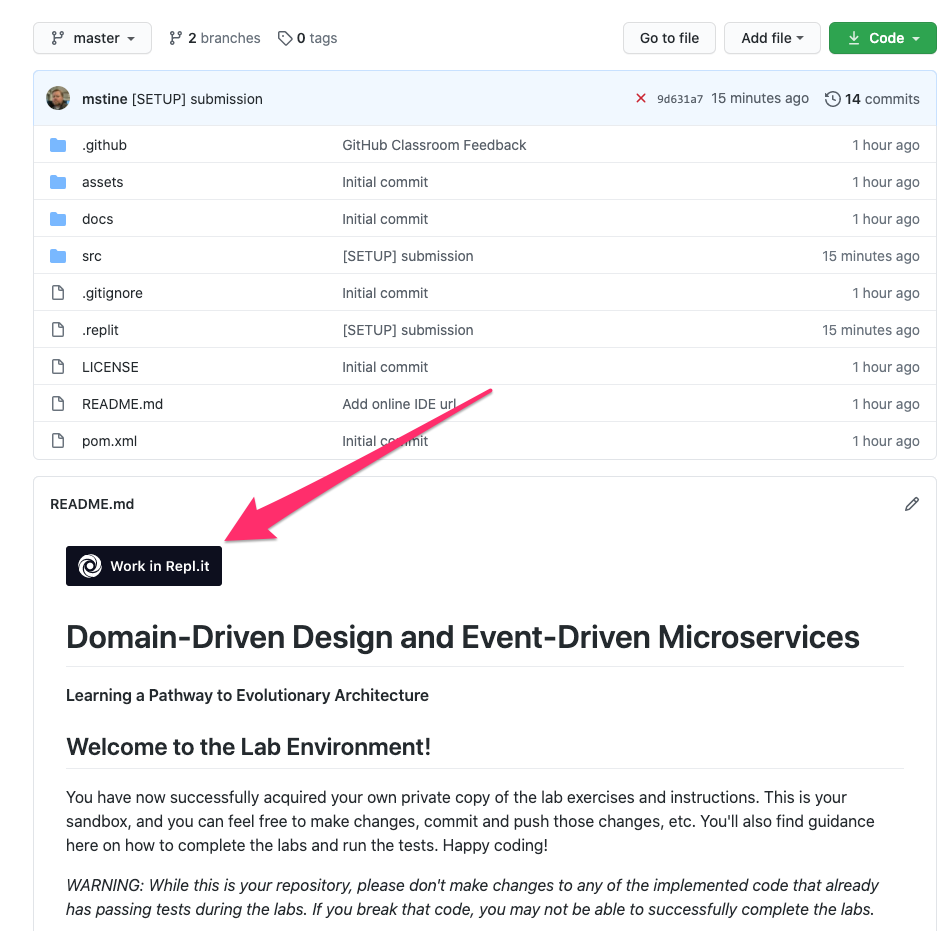 master 2 branches 0 tags Go to file Add file Code
mstine [SETUP] submission 9d631a7 15 minutes ago 14 commits
.github GitHub Classroom Feedback 1 hour ago
assets Initial commit 1 hour ago
docs Initial commit 1 hour ago
src [SETUP] submission 15 minutes ago
.gitignore Initial commit 1 hour ago
.replit [SETUP] submission 15 minutes ago
LICENSE Initial commit 1 hour ago
README.md Add online IDE url 1 hour ago
pom.xml Initial commit 1 hour ago
README.md
Work in Repl.it
Domain-Driven Design and Event-Driven Microservices
Learning a Pathway to Evolutionary Architecture
Welcome to the Lab Environment!
You have now successfully acquired your own private copy of the lab exercises and instructions. This is your
sandbox, and you can feel free to make changes, commit and push those changes, etc. You'll also find guidance
here on how to complete the labs and run the tests. Happy coding!
WARNING: While this is your repository, please don't make changes to any of the implemented code that already
has passing tests during the labs. If you break that code, you may not be able to successfully complete the labs.